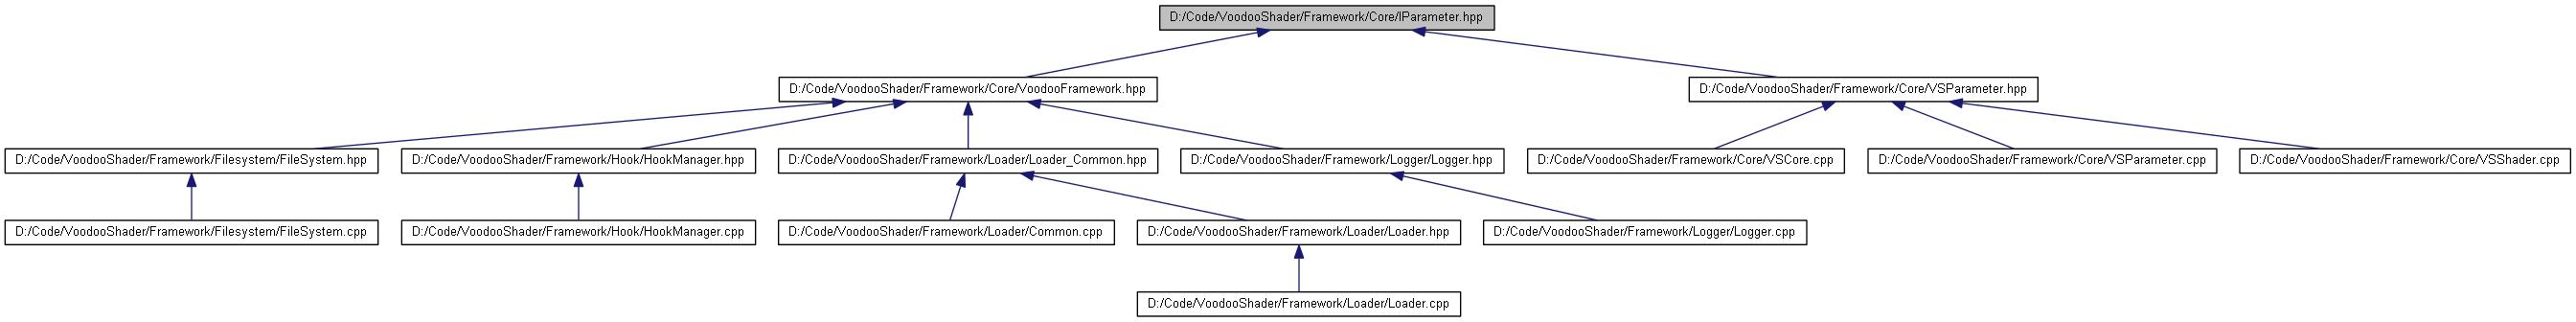 D:/Code/VoodooShader/Framework/Core/IParameter.hpp
D:/Code/VoodooShader/Framework/Core/VoodooFramework.hpp
D:/Code/VoodooShader/Framework/Core/VSParameter.hpp
D:/Code/VoodooShader/Framework/Filesystem/FileSystem.hpp
D:/Code/VoodooShader/Framework/Hook/HookManager.hpp
D:/Code/VoodooShader/Framework/Loader/Loader_Common.hpp
D:/Code/VoodooShader/Framework/Logger/Logger.hpp
D:/Code/VoodooShader/Framework/Core/VSCore.cpp
D:/Code/VoodooShader/Framework/Core/VSParameter.cpp
D:/Code/VoodooShader/Framework/Core/VSShader.cpp
D:/Code/VoodooShader/Framework/Filesystem/FileSystem.cpp
D:/Code/VoodooShader/Framework/Hook/HookManager.cpp
D:/Code/VoodooShader/Framework/Loader/Common.cpp
D:/Code/VoodooShader/Framework/Loader/Loader.hpp
D:/Code/VoodooShader/Framework/Logger/Logger.cpp
D:/Code/VoodooShader/Framework/Loader/Loader.cpp